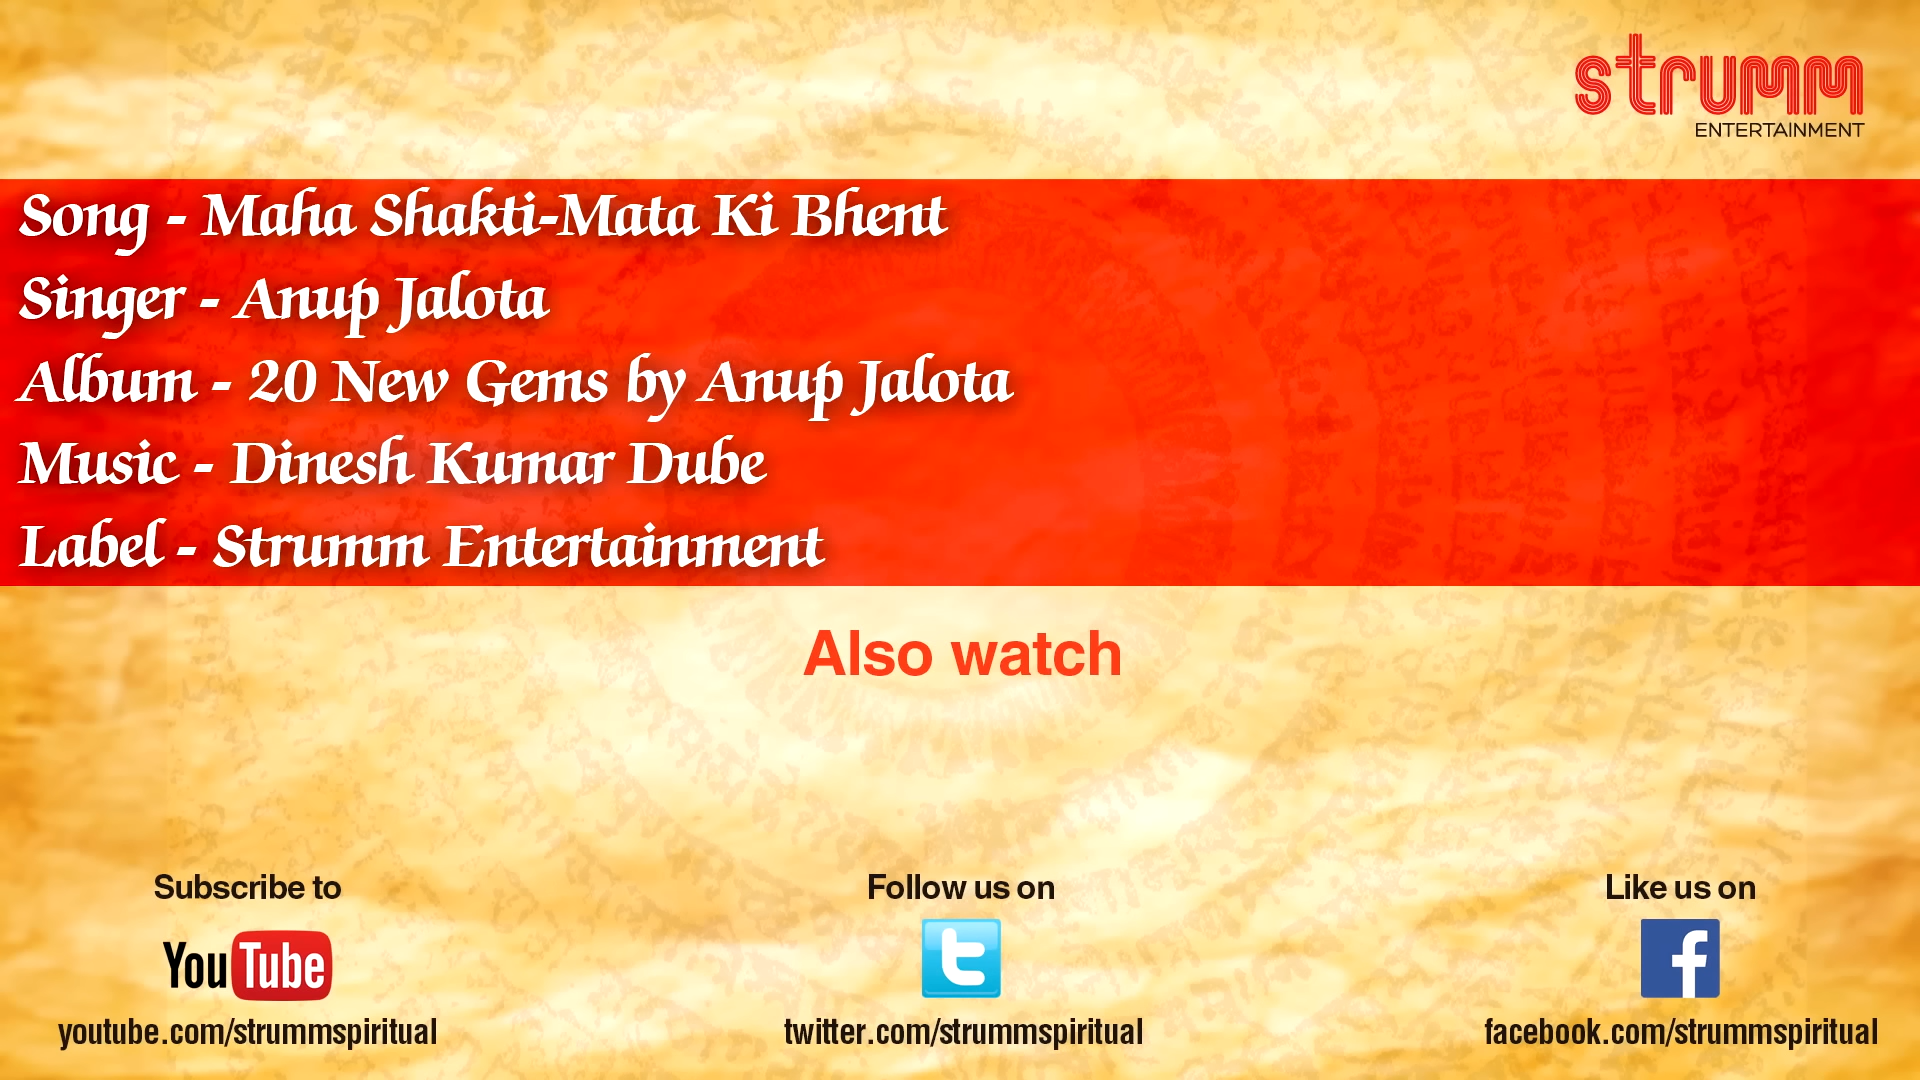 strumm
ENTERTAINMENT
Song - Maha Shakti-Mata Ki Bhent
Singer - Anup Jalota
Album - 20 New Gems by Anup Jalota
Music - Dinesh Kumar Dube
Label - Strumm Entertainment
Also watch
Subscribe to
YouTube
youtube.com/strummspiritual
Follow us on
t
twitter.com/strummspiritual
Like us on
f
facebook.com/strummspiritual